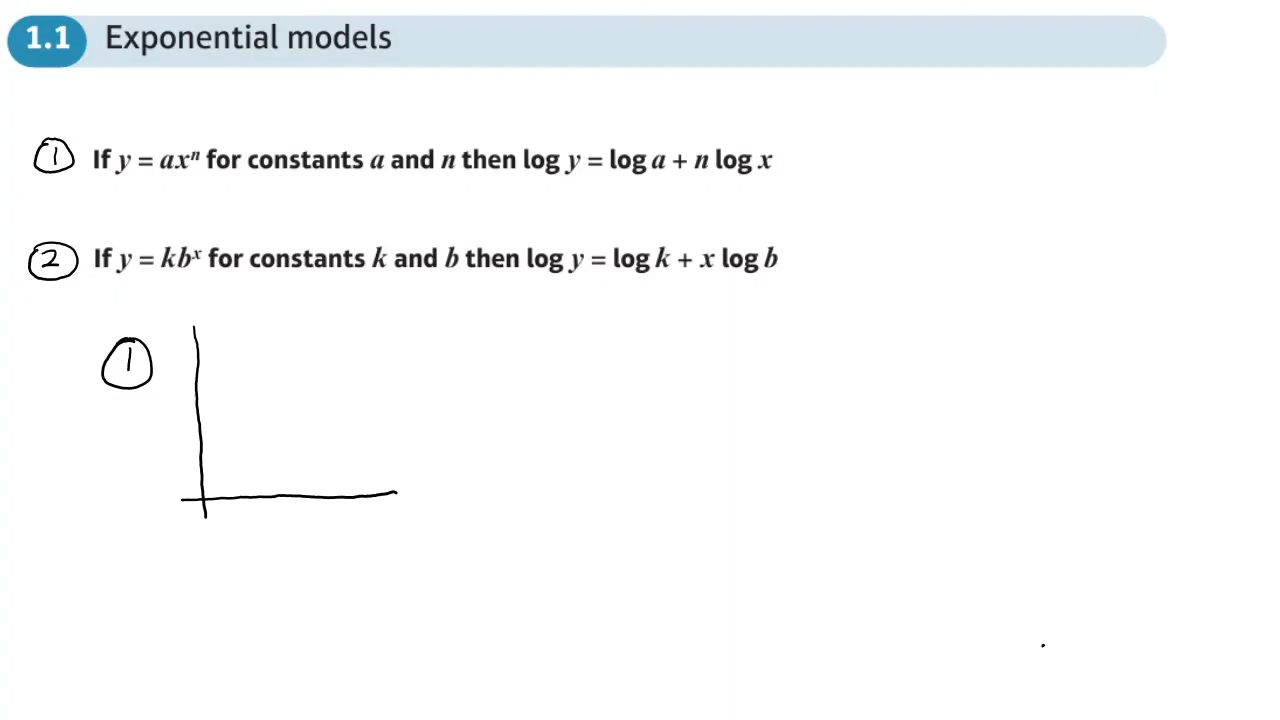 1.1 Exponential models
① If y = axⁿ for constants a and n then log y = log a + n log x
② If y = kbˣ for constants k and b then log y = log k + x log b
①